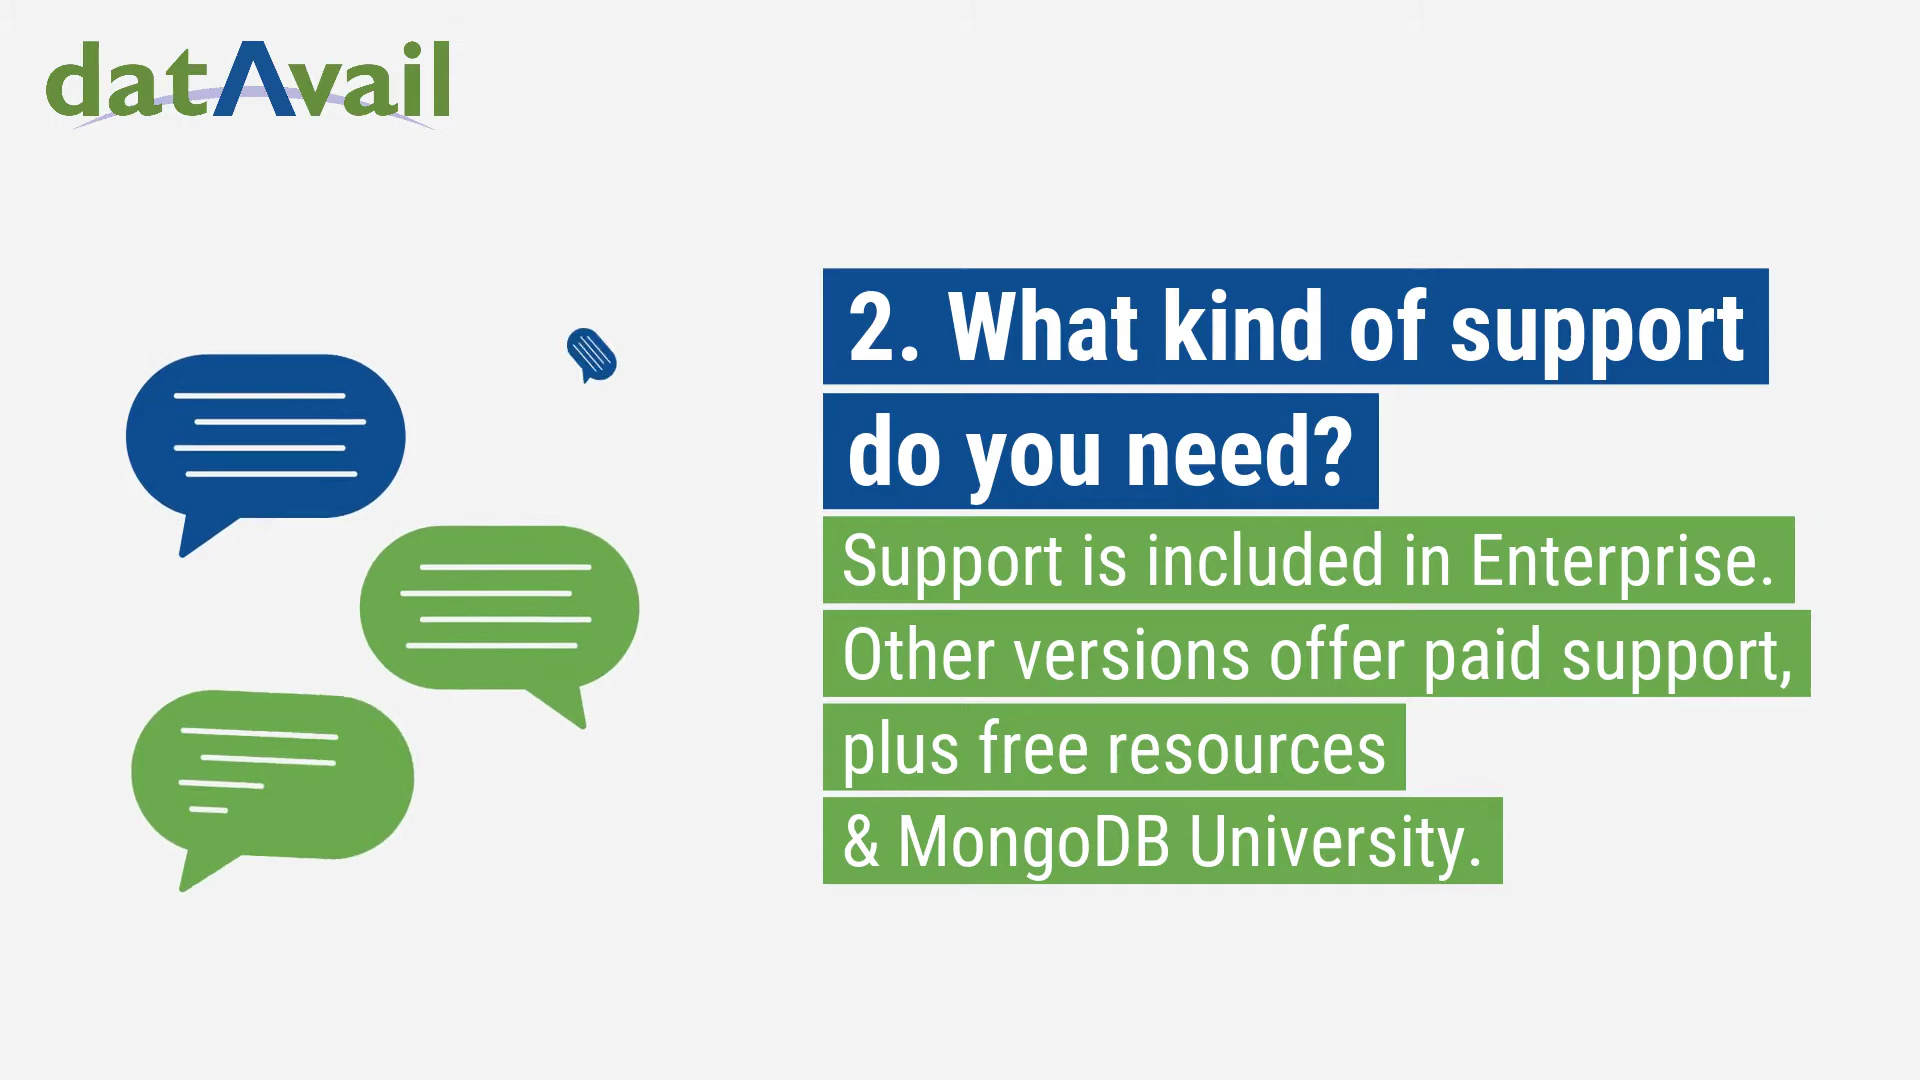 datAvail
2. What kind of support
do you need?
Support is included in Enterprise.
Other versions offer paid support,
plus free resources
& MongoDB University.